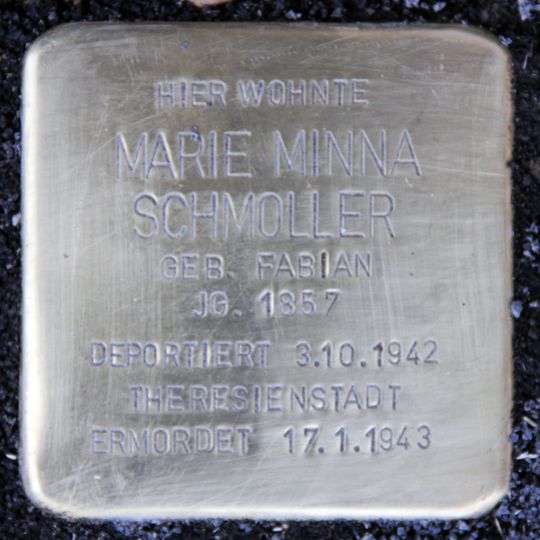 HIER WOHNTE
MARIE MINNA
SCHMOLLER
GEB. FABIAN
JG. 1857
DEPORTIERT 3.10.1942
THERESIENSTADT
ERMORDET 17.1.1943